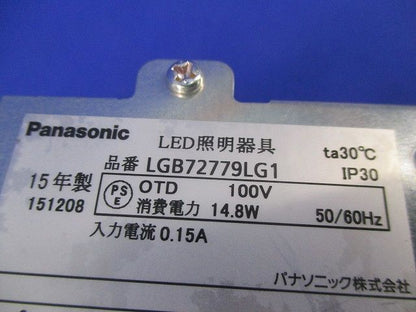 Panasonic LED照明器具 ta30℃
品番 LGB72779LG1 IP30
15年製 PSE OTD 100V
151208 消費電力 14.8W 50/60Hz
入力電流 0.15A
パナソニック株式会社